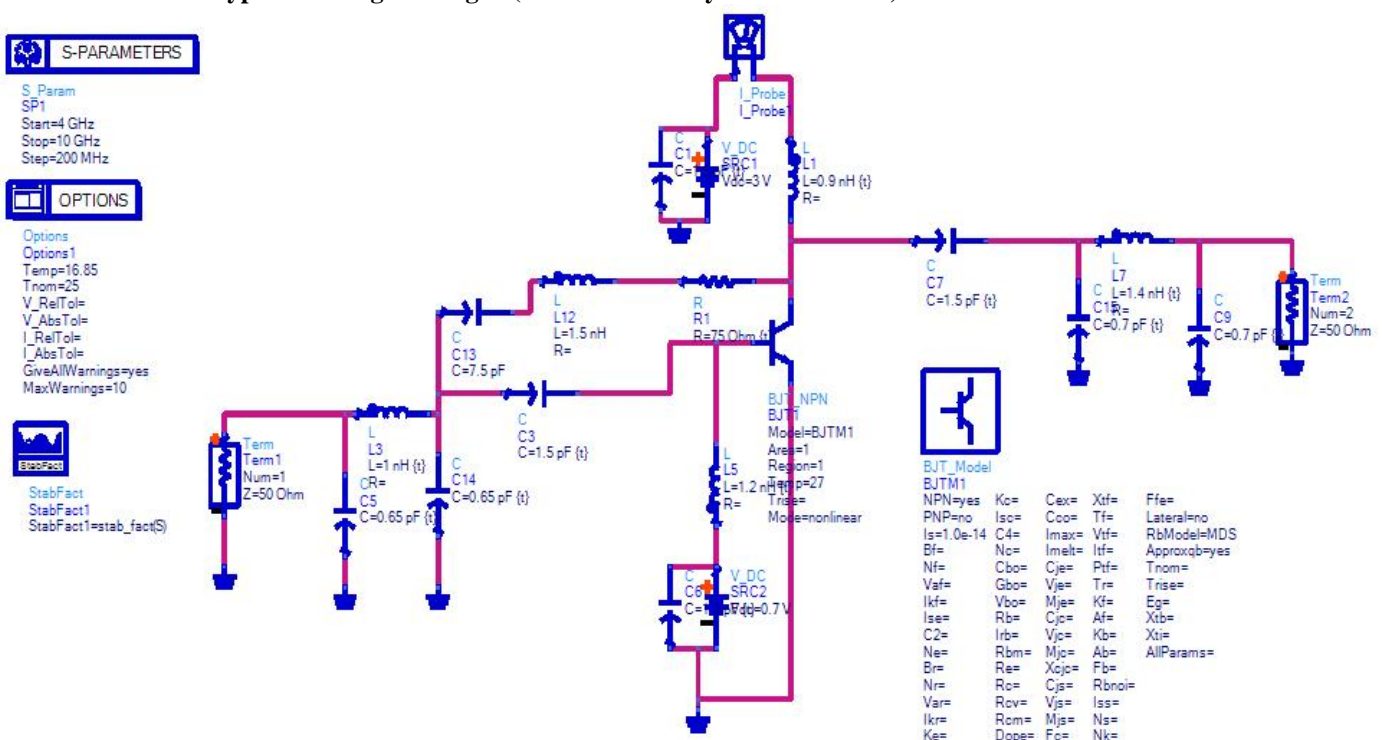 S-PARAMETERS
S_Param
SP1
Start=4 GHz
Stop=10 GHz
Step=200 MHz
OPTIONS
Options
Options1
Temp=16.85
Tnom=25
V_RelTol=
V_AbsTol=
I_RelTol=
I_AbsTol=
GiveAllWarnings=yes
MaxWarnings=10
StabFact
StabFact
StabFact1
StabFact1=stab_fact(S)
I_Probe
I_Probe1
C
C1
V_DC
SRC1
Vdc=3 V
L
L1
L=0.9 nH {t}
R=
C
C7
C=1.5 pF {t}
L
L7
L=1.4 nH {t}
R=
C
C15
C=0.7 pF {t}
C
C9
C=0.7 pF
Term
Term2
Num=2
Z=50 Ohm
L
L12
L=1.5 nH
R=
R
R1
R=75 Ohm
C
C13
C=7.5 pF
C
C3
C=1.5 pF {t}
Term
Term1
Num=1
Z=50 Ohm
L
L3
L=1 nH {t}
R=
C
C5
C=0.65 pF {t}
C
C14
C=0.65 pF {t}
BJT_NPN
BJT1
Model=BJTM1
Area=1
Region=1
Temp=27
Trise=
Mode=nonlinear
L
L5
L=1.2 nH
R=
C
C6
V_DC
SRC2
Vdc=0.7 V
BJT_Model
BJTM1
NPN=yes Kc= Cex= Xtf= Ffe=
PNP=no Isc= Cco= Tf= Lateral=no
Is=1.0e-14 C4= Imax= Vtf= RbModel=MDS
Bf= Nc= Imelt= Itf= Approxqb=yes
Nf= Cbo= Cje= Ptf= Tnom=
Vaf= Gbo= Vje= Tr= Trise=
Ikf= Vbo= Mje= Kf= Eg=
Ise= Rb= Cjc= Af= Xtb=
C2= Irb= Vjc= Kb= Xti=
Ne= Rbm= Mjc= Ab= AllParams=
Br= Re= Xcjc= Fb=
Nr= Rc= Cjs= Rbnoi=
Var= Rcv= Vjs= Iss=
Ikr= Rcm= Mjs= Ns=
Ke= Dope= Fc= Nk=